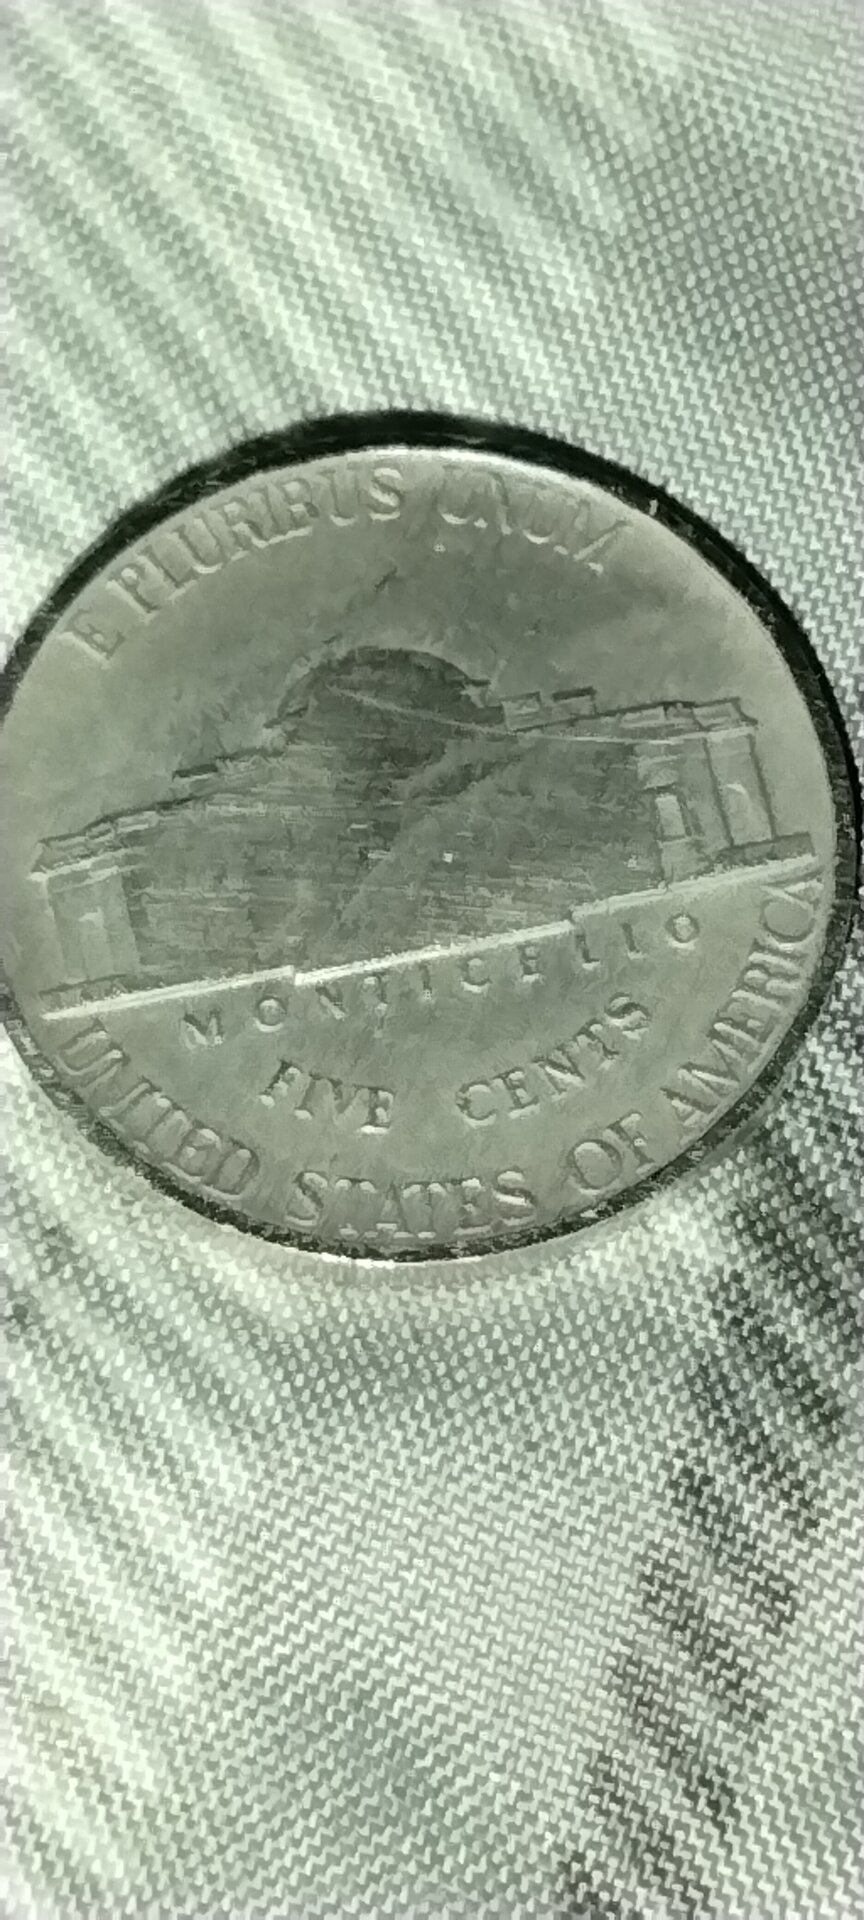 E PLURIBUS UNUM
MONTICELLO
FIVE CENTS
UNITED STATES OF AMERICA